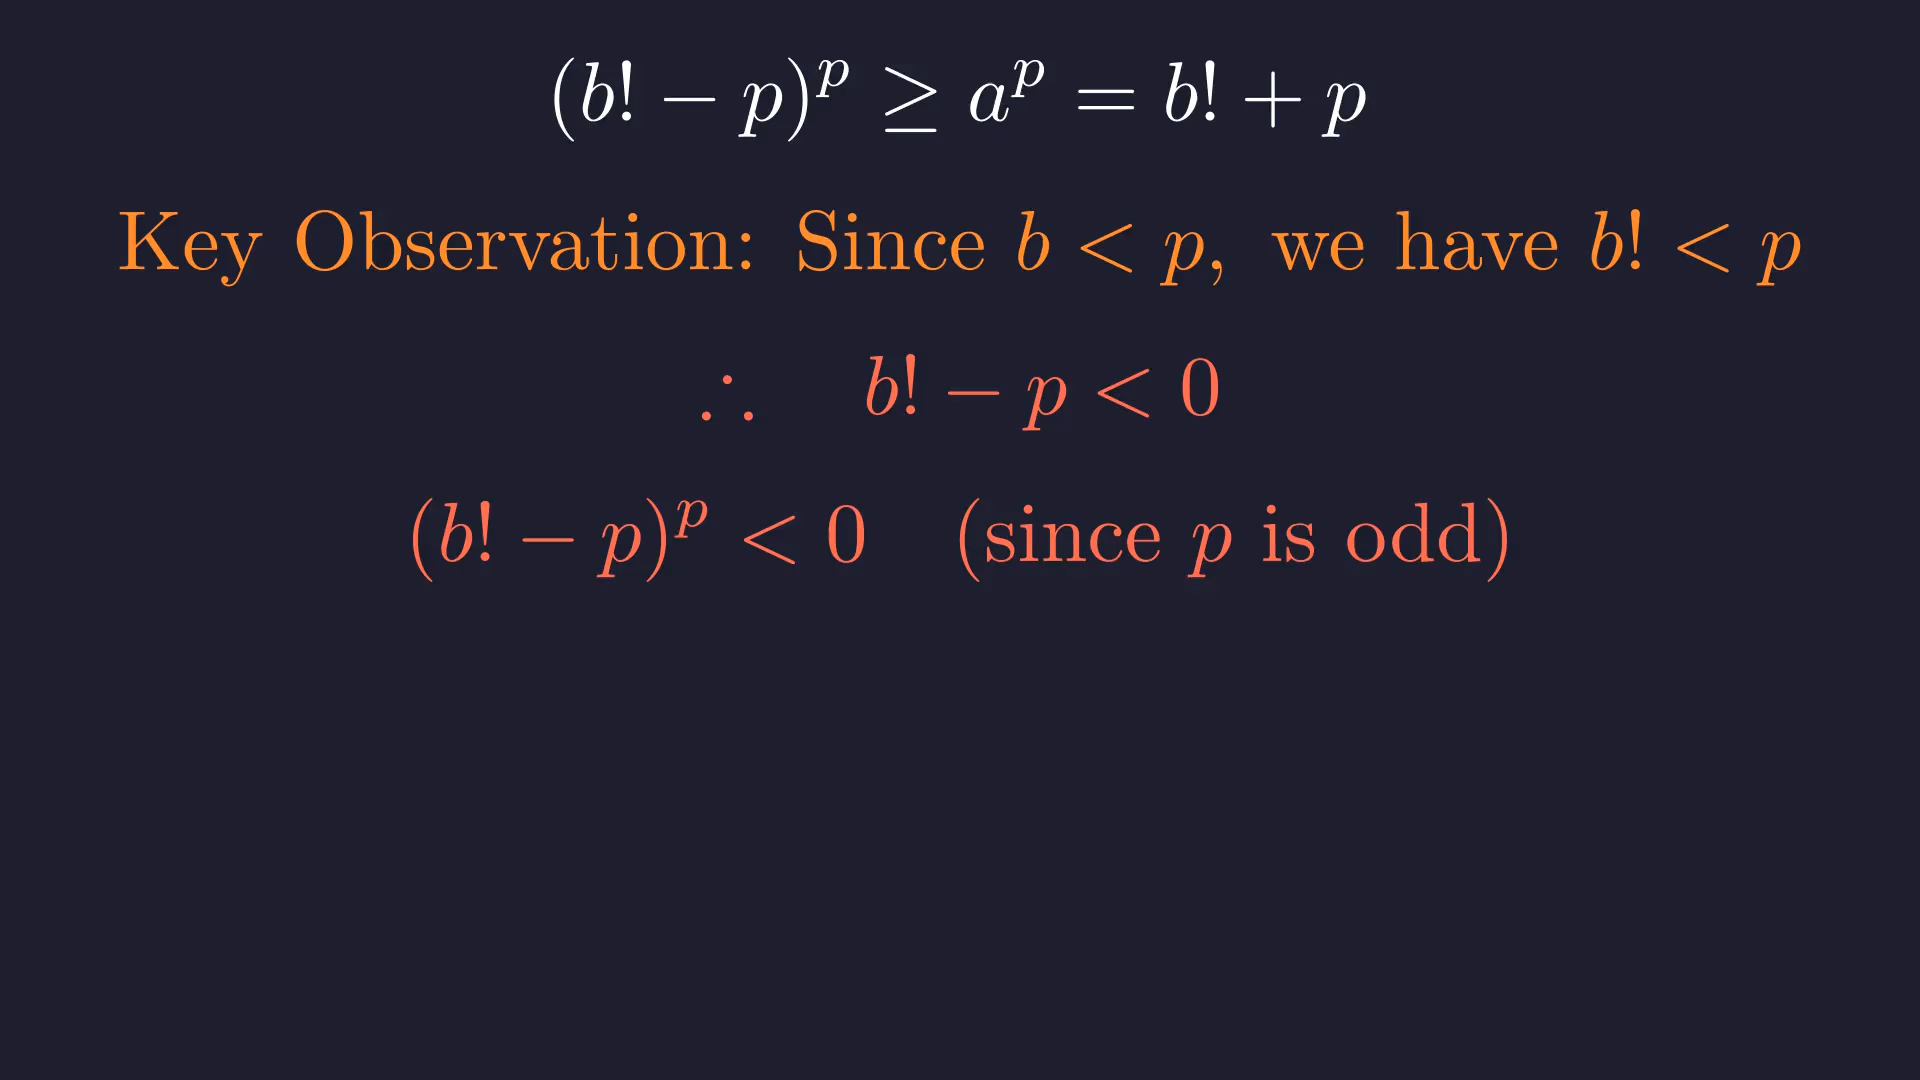 (b! − p)^p ≥ a^p = b! + p
Key Observation: Since b < p, we have b! < p
∴ b! − p < 0
(b! − p)^p < 0 (since p is odd)